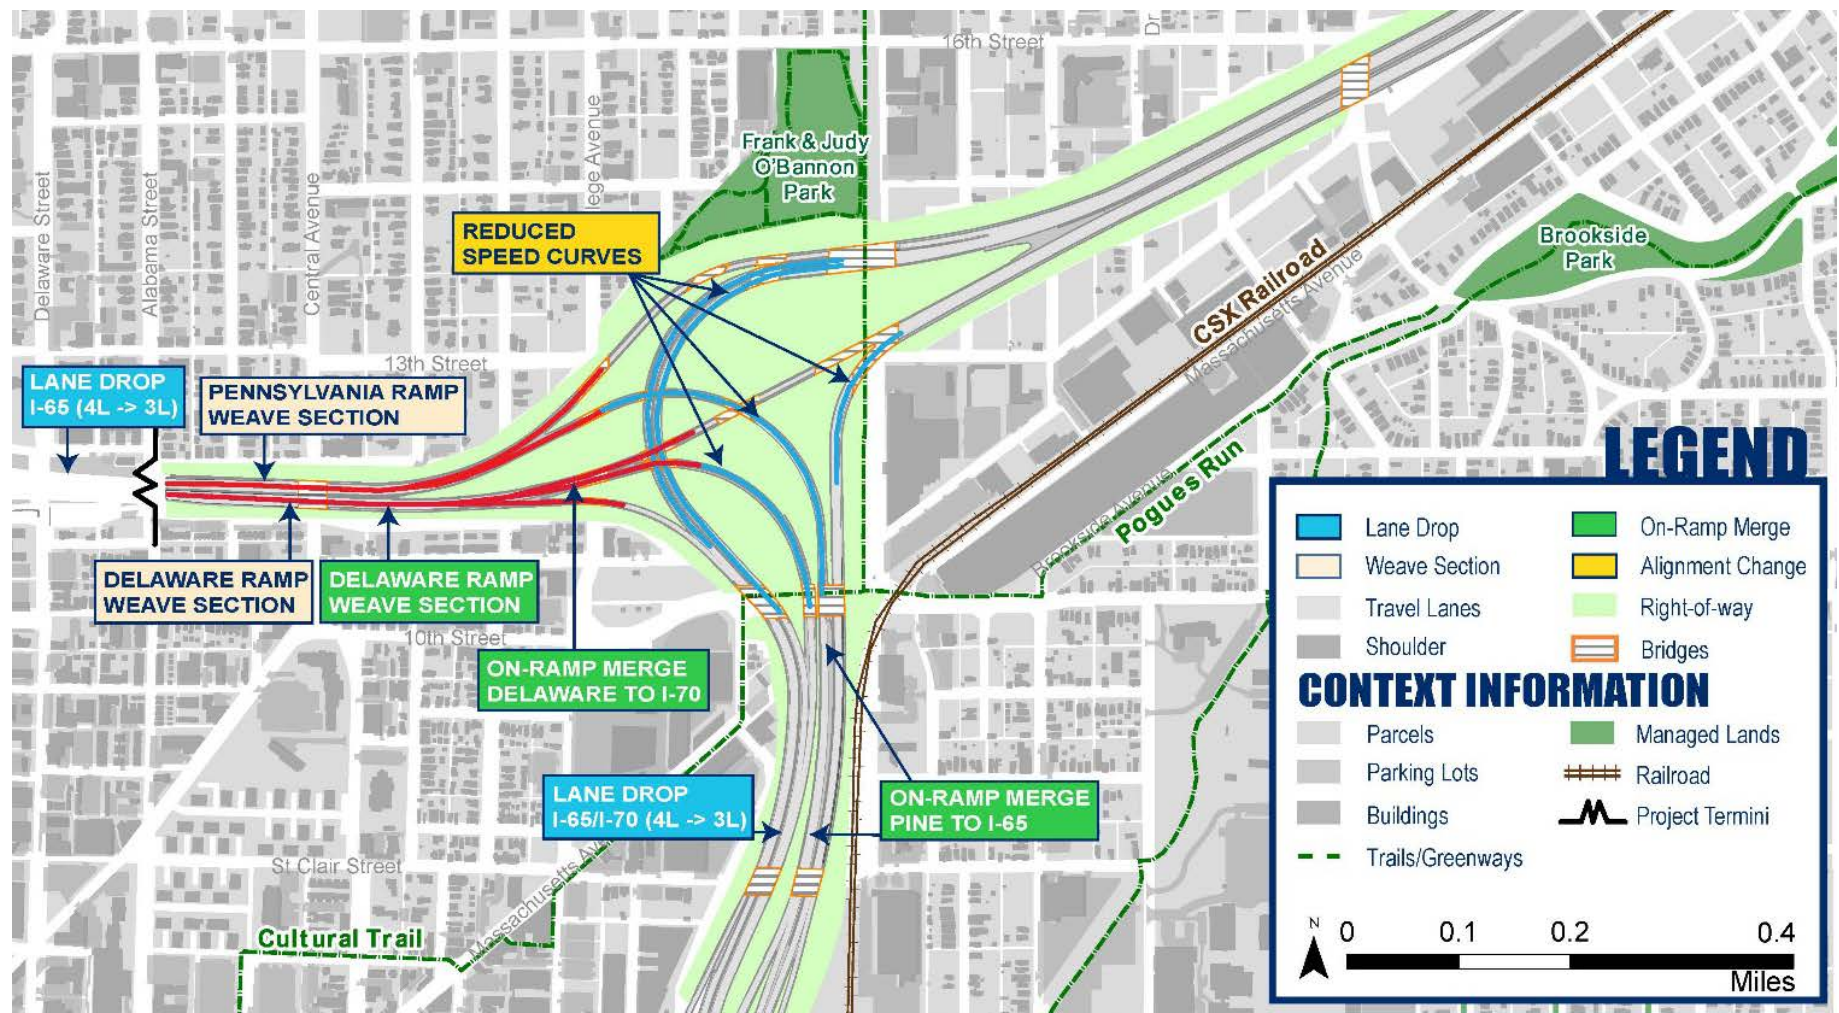 16th Street
Dr
Frank & Judy
O'Bannon
Park
Delaware Street
Alabama Street
Central Avenue
llege Avenue
REDUCED
SPEED CURVES
Brookside
Park
CSX Railroad
Massachusetts Avenue
13th Street
LANE DROP
I-65 (4L -> 3L)
PENNSYLVANIA RAMP
WEAVE SECTION
Pogues Run
Brookside Avenue
DELAWARE RAMP
WEAVE SECTION
DELAWARE RAMP
WEAVE SECTION
10th Street
ON-RAMP MERGE
DELAWARE TO I-70
LANE DROP
I-65/I-70 (4L -> 3L)
ON-RAMP MERGE
PINE TO I-65
St Clair Street
Massachusetts Ave
Cultural Trail
LEGEND
Lane Drop
On-Ramp Merge
Weave Section
Alignment Change
Travel Lanes
Right-of-way
Shoulder
Bridges
CONTEXT INFORMATION
Parcels
Managed Lands
Parking Lots
Railroad
Buildings
Project Termini
Trails/Greenways
N
0 0.1 0.2 0.4
Miles